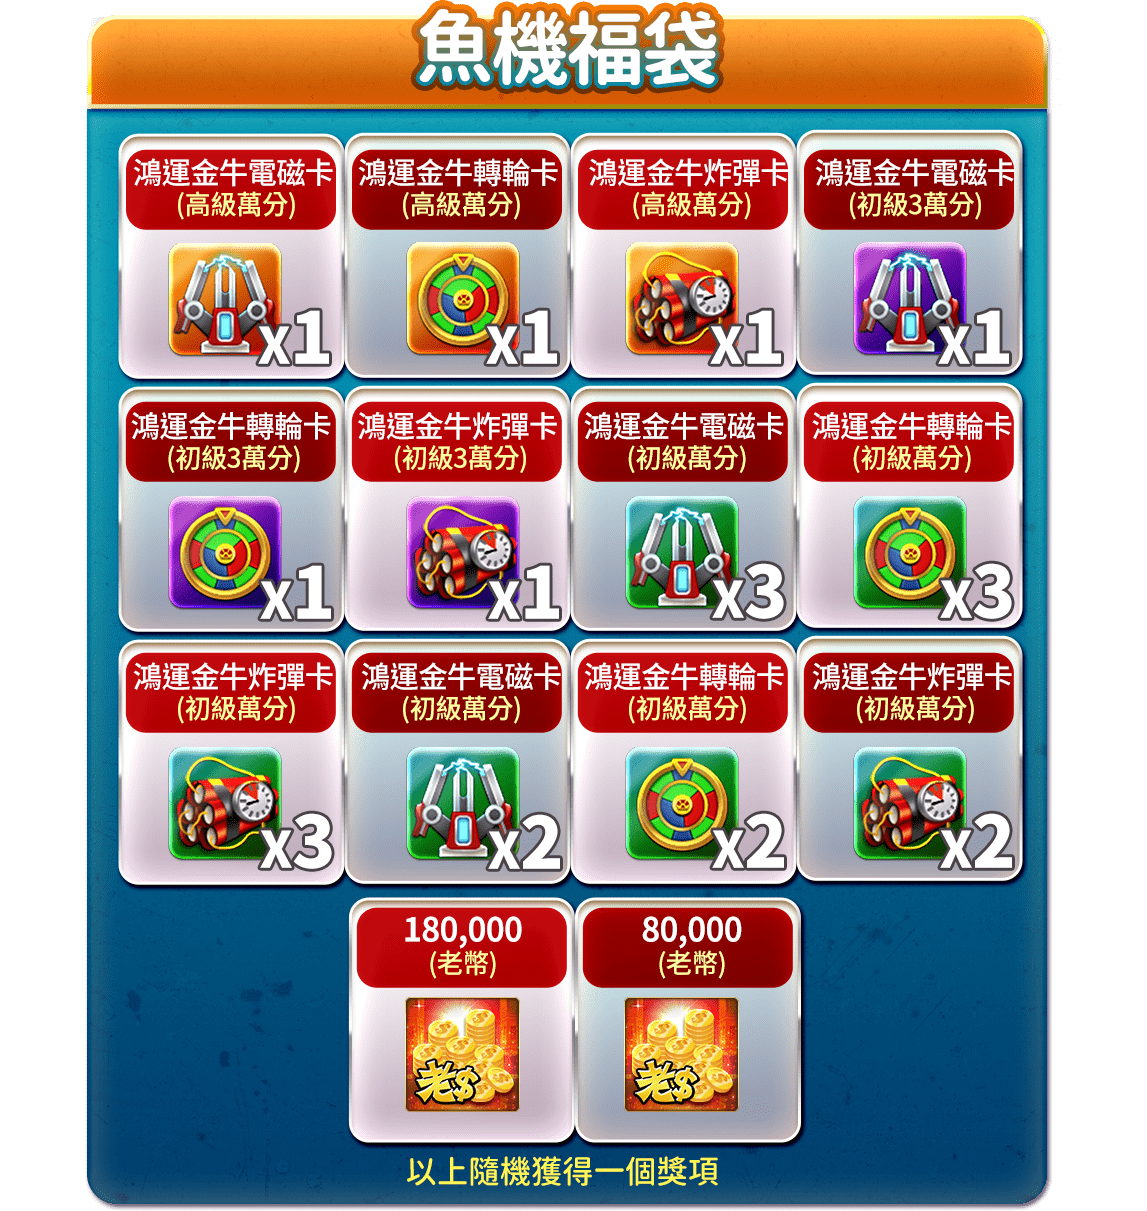 魚機福袋
鴻運金牛電磁卡
(高級萬分)
x1
鴻運金牛轉輪卡
(高級萬分)
x1
鴻運金牛炸彈卡
(高級萬分)
x1
鴻運金牛電磁卡
(初級3萬分)
x1
鴻運金牛轉輪卡
(初級3萬分)
x1
鴻運金牛炸彈卡
(初級3萬分)
x1
鴻運金牛電磁卡
(初級萬分)
x3
鴻運金牛轉輪卡
(初級萬分)
x3
鴻運金牛炸彈卡
(初級萬分)
x3
鴻運金牛電磁卡
(初級萬分)
x2
鴻運金牛轉輪卡
(初級萬分)
x2
鴻運金牛炸彈卡
(初級萬分)
x2
180,000
(老幣)
老$
80,000
(老幣)
老$
以上隨機獲得一個獎項